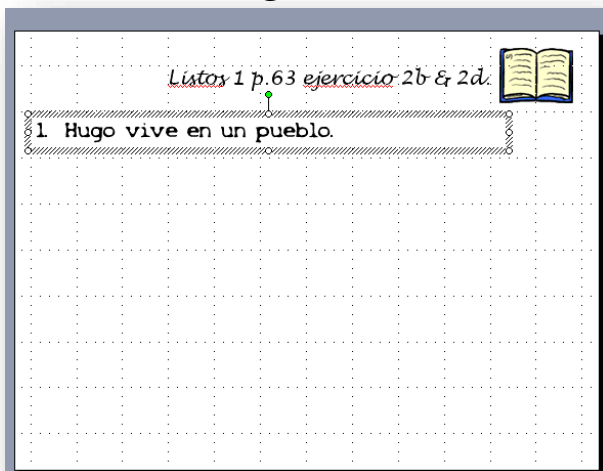 Listos 1 p.63 ejercicio 2b & 2d.
1. Hugo vive en un pueblo.